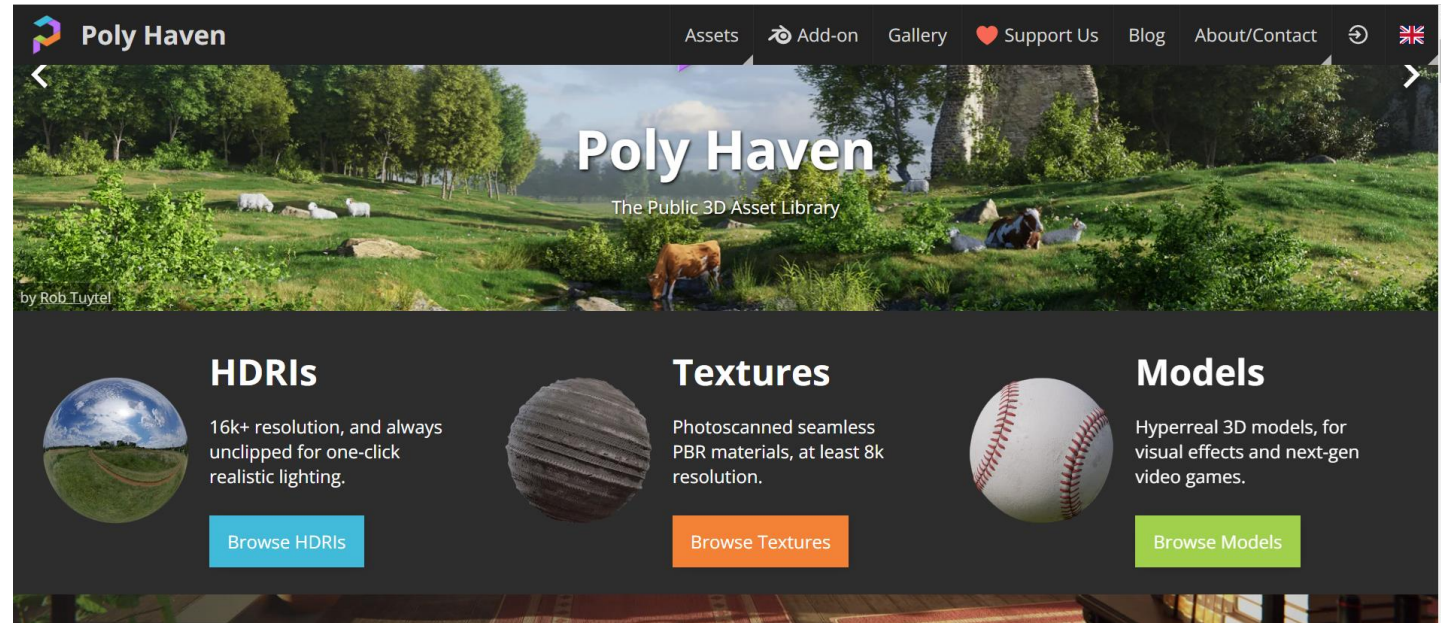 Poly Haven
Assets
Add-on
Gallery
Support Us
Blog
About/Contact
Poly Haven
The Public 3D Asset Library
by Rob Tuytel
HDRIs
16k+ resolution, and always
unclipped for one-click
realistic lighting.
Browse HDRIs
Textures
Photoscanned seamless
PBR materials, at least 8k
resolution.
Browse Textures
Models
Hyperreal 3D models, for
visual effects and next-gen
video games.
Browse Models